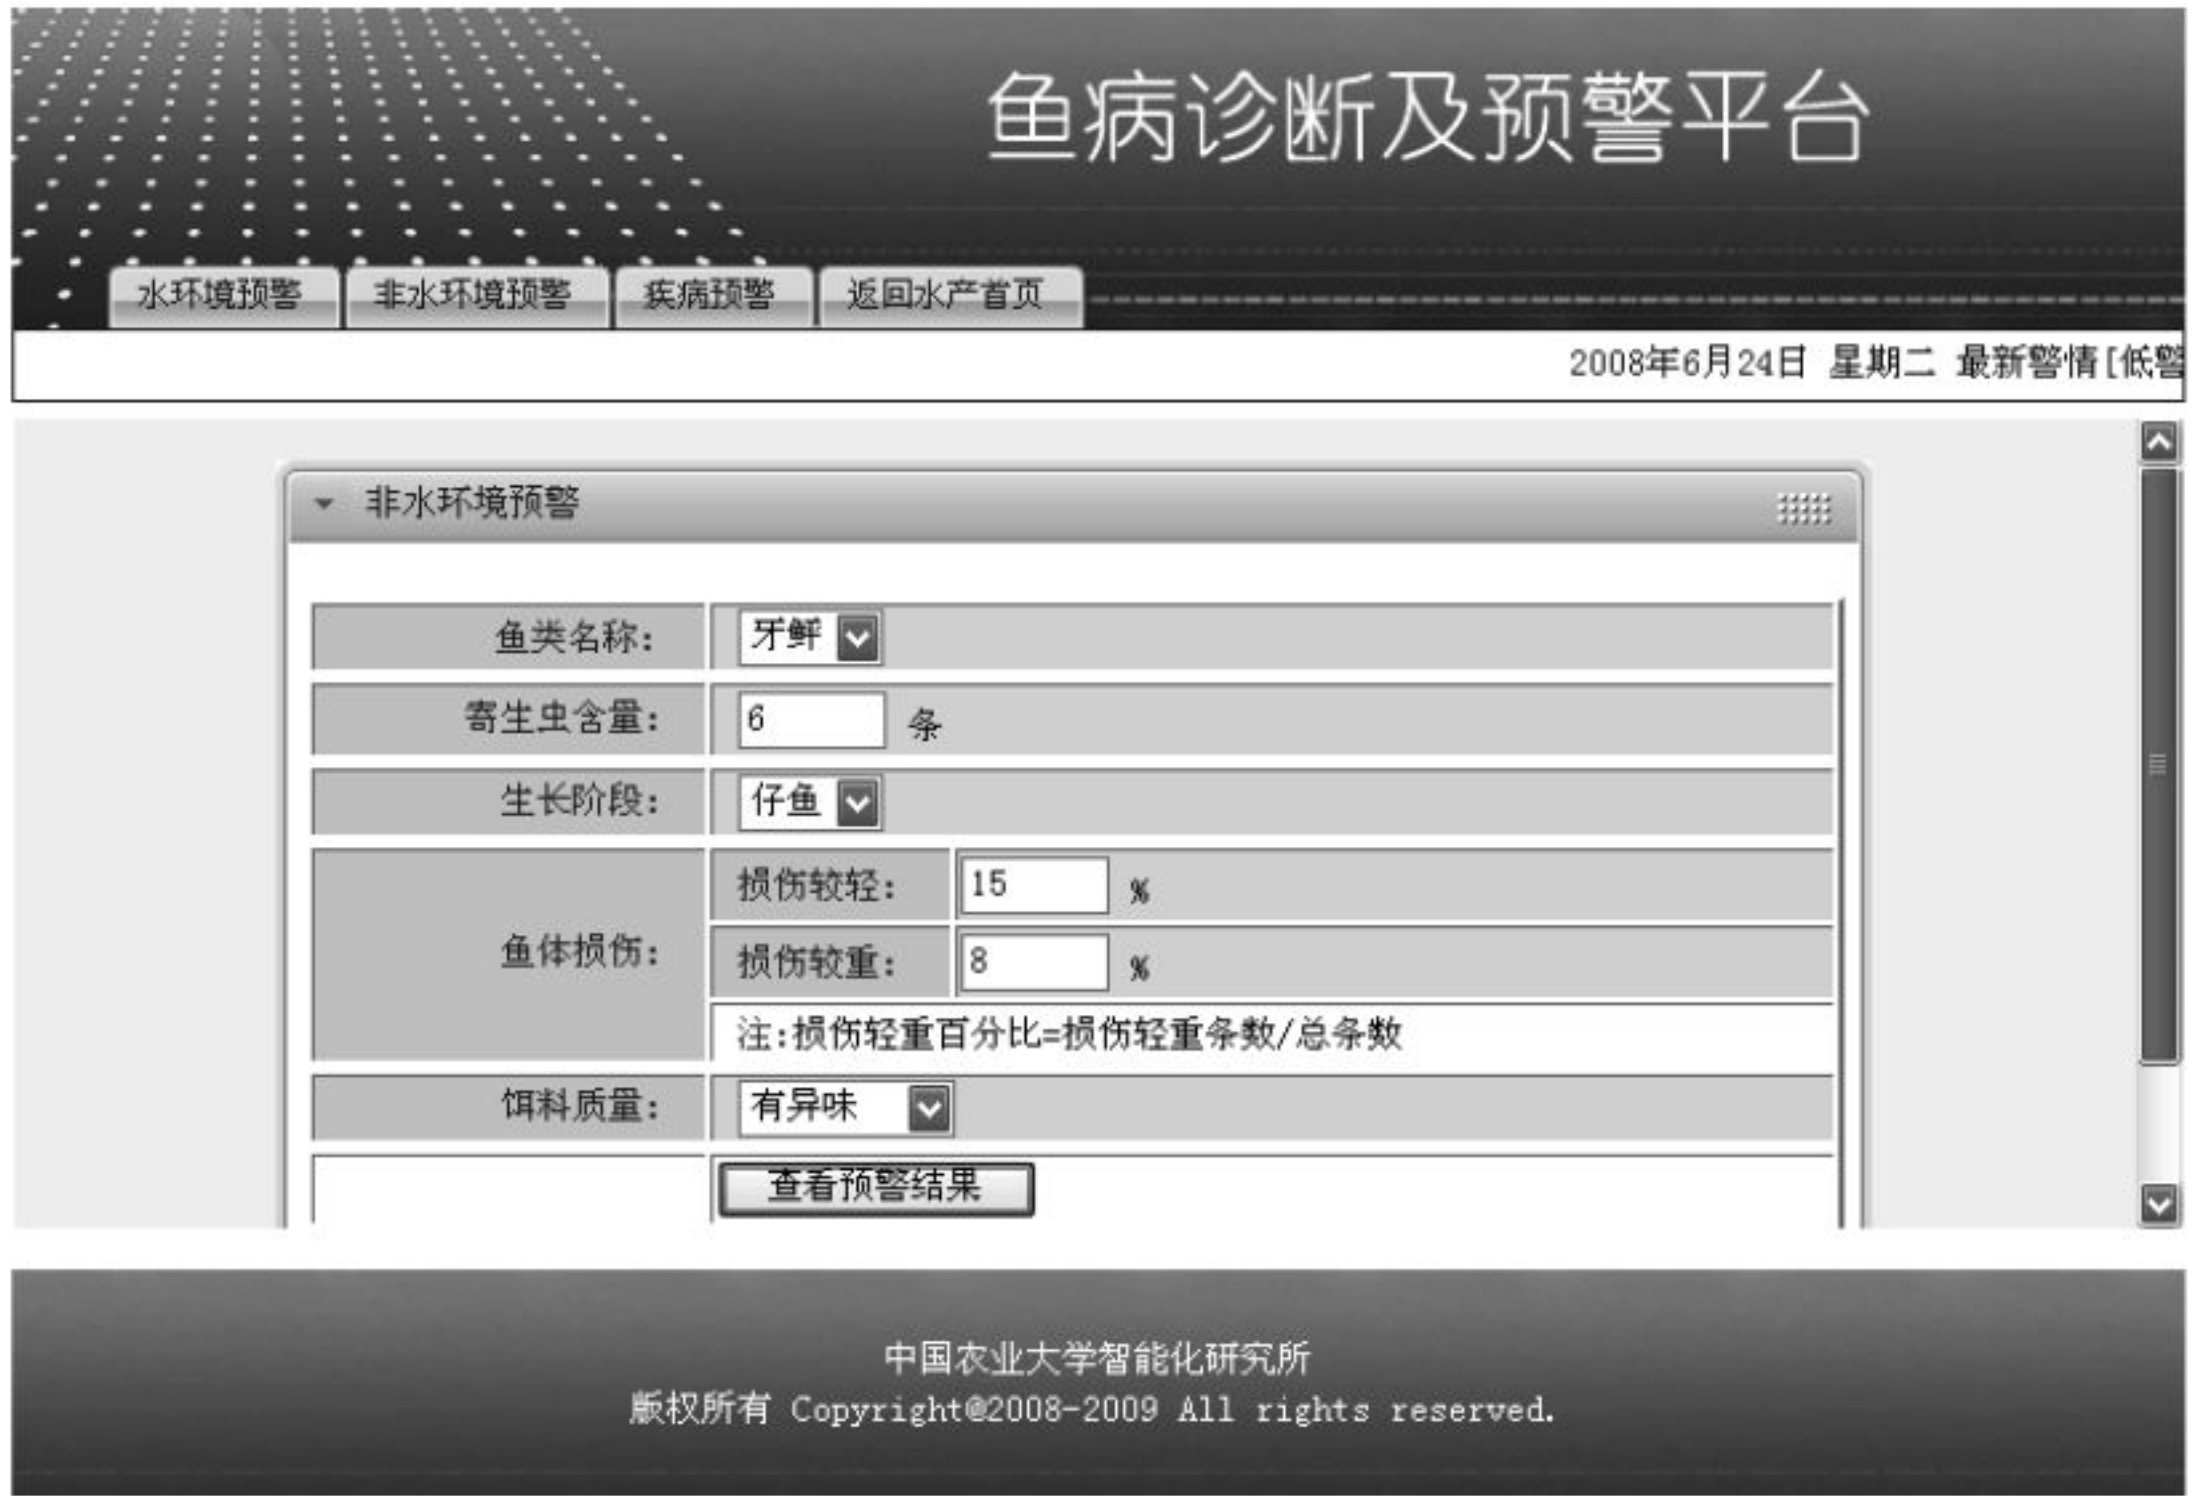 鱼病诊断及预警平台
水环境预警 非水环境预警 疾病预警 返回水产首页
2008年6月24日 星期二 最新警情[低警
非水环境预警
鱼类名称: 牙鲆
寄生虫含量: 6 条
生长阶段: 仔鱼
损伤较轻: 15 %
鱼体损伤: 损伤较重: 8 %
注:损伤轻重百分比=损伤轻重条数/总条数
饵料质量: 有异味
查看预警结果
中国农业大学智能化研究所
版权所有 Copyright@2008-2009 All rights reserved.